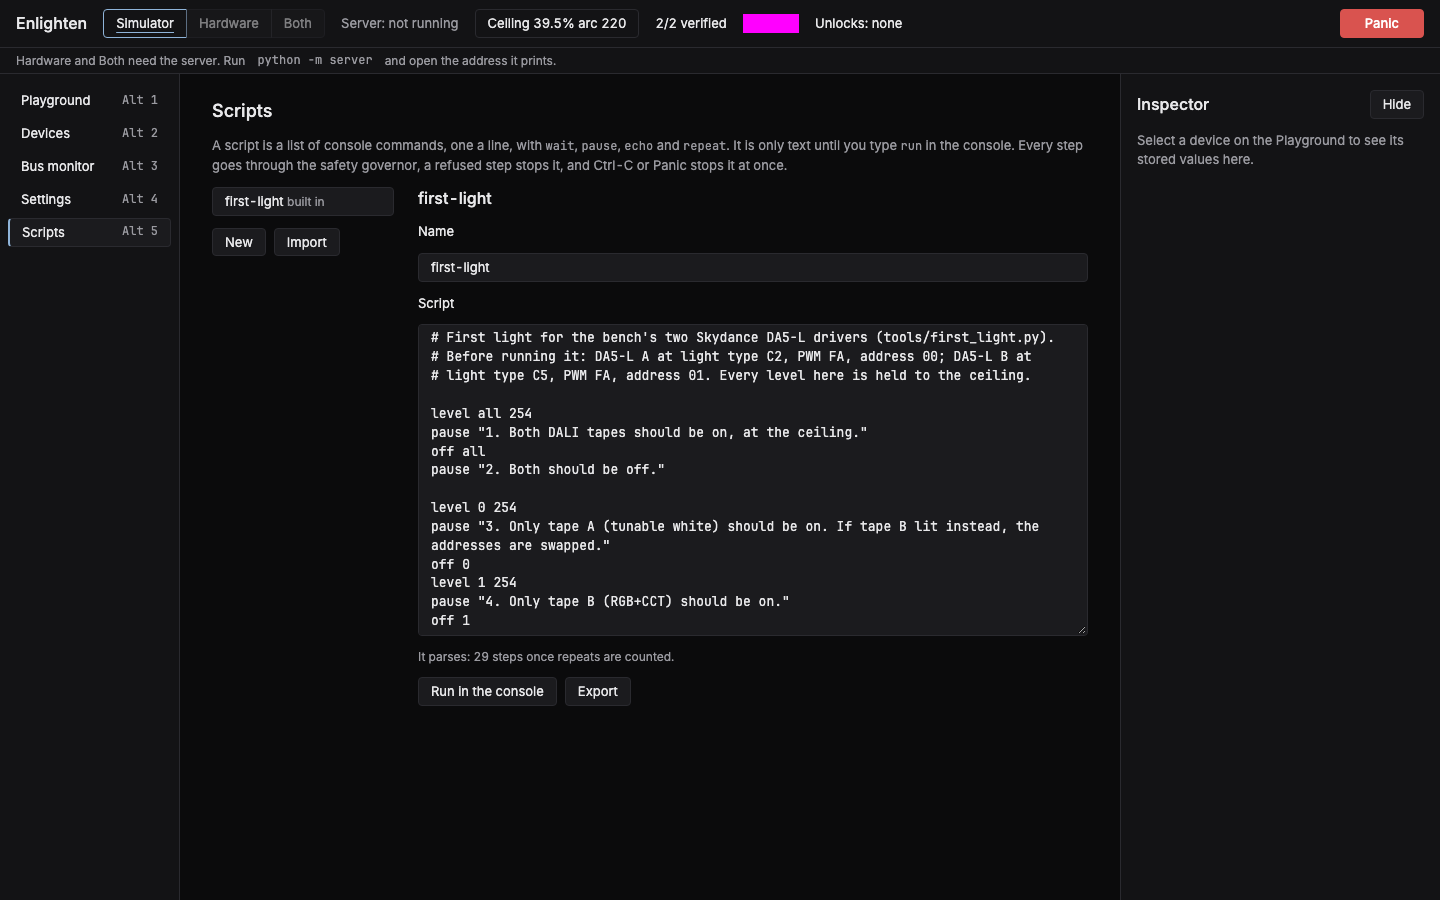 Enlighten
Simulator
Hardware
Both
Server: not running
Ceiling 39.5% arc 220
2/2 verified
Unlocks: none
Panic
Hardware and Both need the server. Run python -m server and open the address it prints.
Playground Alt 1
Devices Alt 2
Bus monitor Alt 3
Settings Alt 4
Scripts Alt 5
Scripts
A script is a list of console commands, one a line, with wait, pause, echo and repeat. It is only text until you type run in the console. Every step
goes through the safety governor, a refused step stops it, and Ctrl-C or Panic stops it at once.
first-light built in
New
Import
first-light
Name
first-light
Script
# First light for the bench's two Skydance DA5-L drivers (tools/first_light.py).
# Before running it: DA5-L A at light type C2, PWM FA, address 00; DA5-L B at
# light type C5, PWM FA, address 01. Every level here is held to the ceiling.
level all 254
pause "1. Both DALI tapes should be on, at the ceiling."
off all
pause "2. Both should be off."
level 0 254
pause "3. Only tape A (tunable white) should be on. If tape B lit instead, the
addresses are swapped."
off 0
level 1 254
pause "4. Only tape B (RGB+CCT) should be on."
off 1
It parses: 29 steps once repeats are counted.
Run in the console
Export
Inspector
Hide
Select a device on the Playground to see its
stored values here.